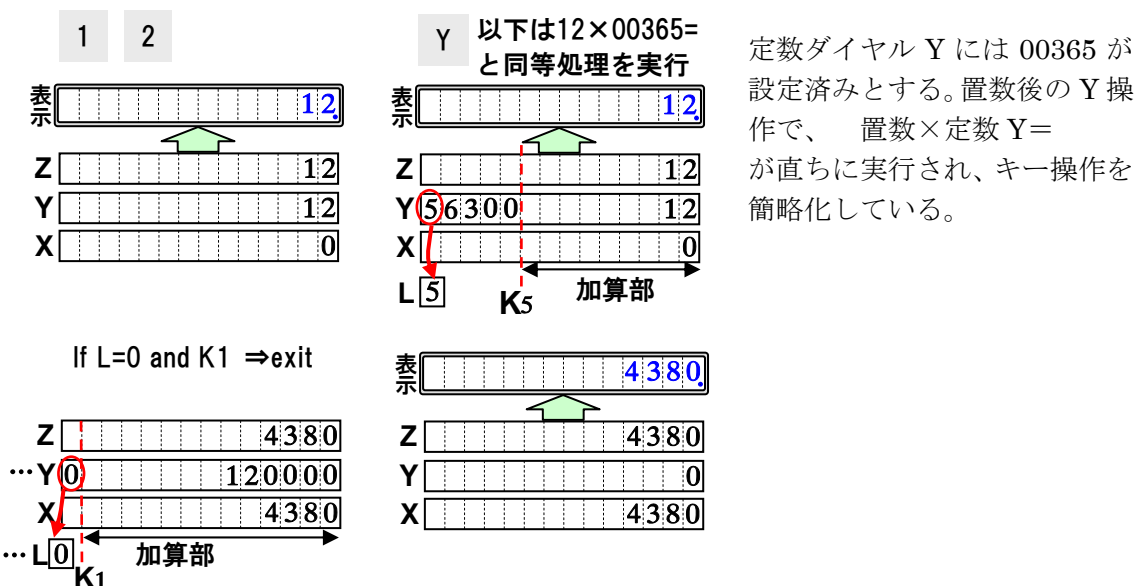 1 2
表示 12.
Z 12
Y 12
X 0
Y 以下は12×00365=
と同等処理を実行
表示 12.
Z 12
Y 56300 12
X 0
L 5 K5 加算部
定数ダイヤル Y には 00365 が
設定済みとする。置数後の Y 操
作で、 置数×定数 Y=
が直ちに実行され、キー操作を
簡略化している。
If L=0 and K1 ⇒exit
Z 4380
…Y 0 120000
X 4380
…L 0 K1 加算部
表示 4380.
Z 4380
Y 0
X 4380